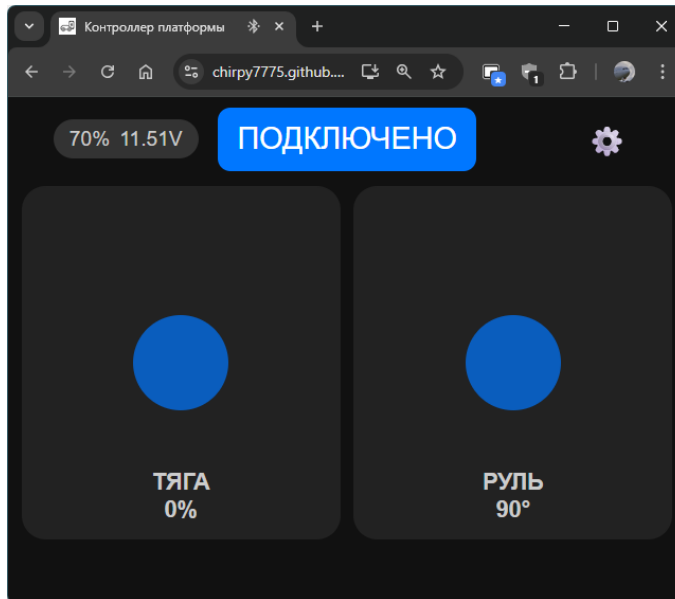 Контроллер платформы
chirpy7775.github....
1
70% 11.51V
ПОДКЛЮЧЕНО
ТЯГА
0%
РУЛЬ
90°